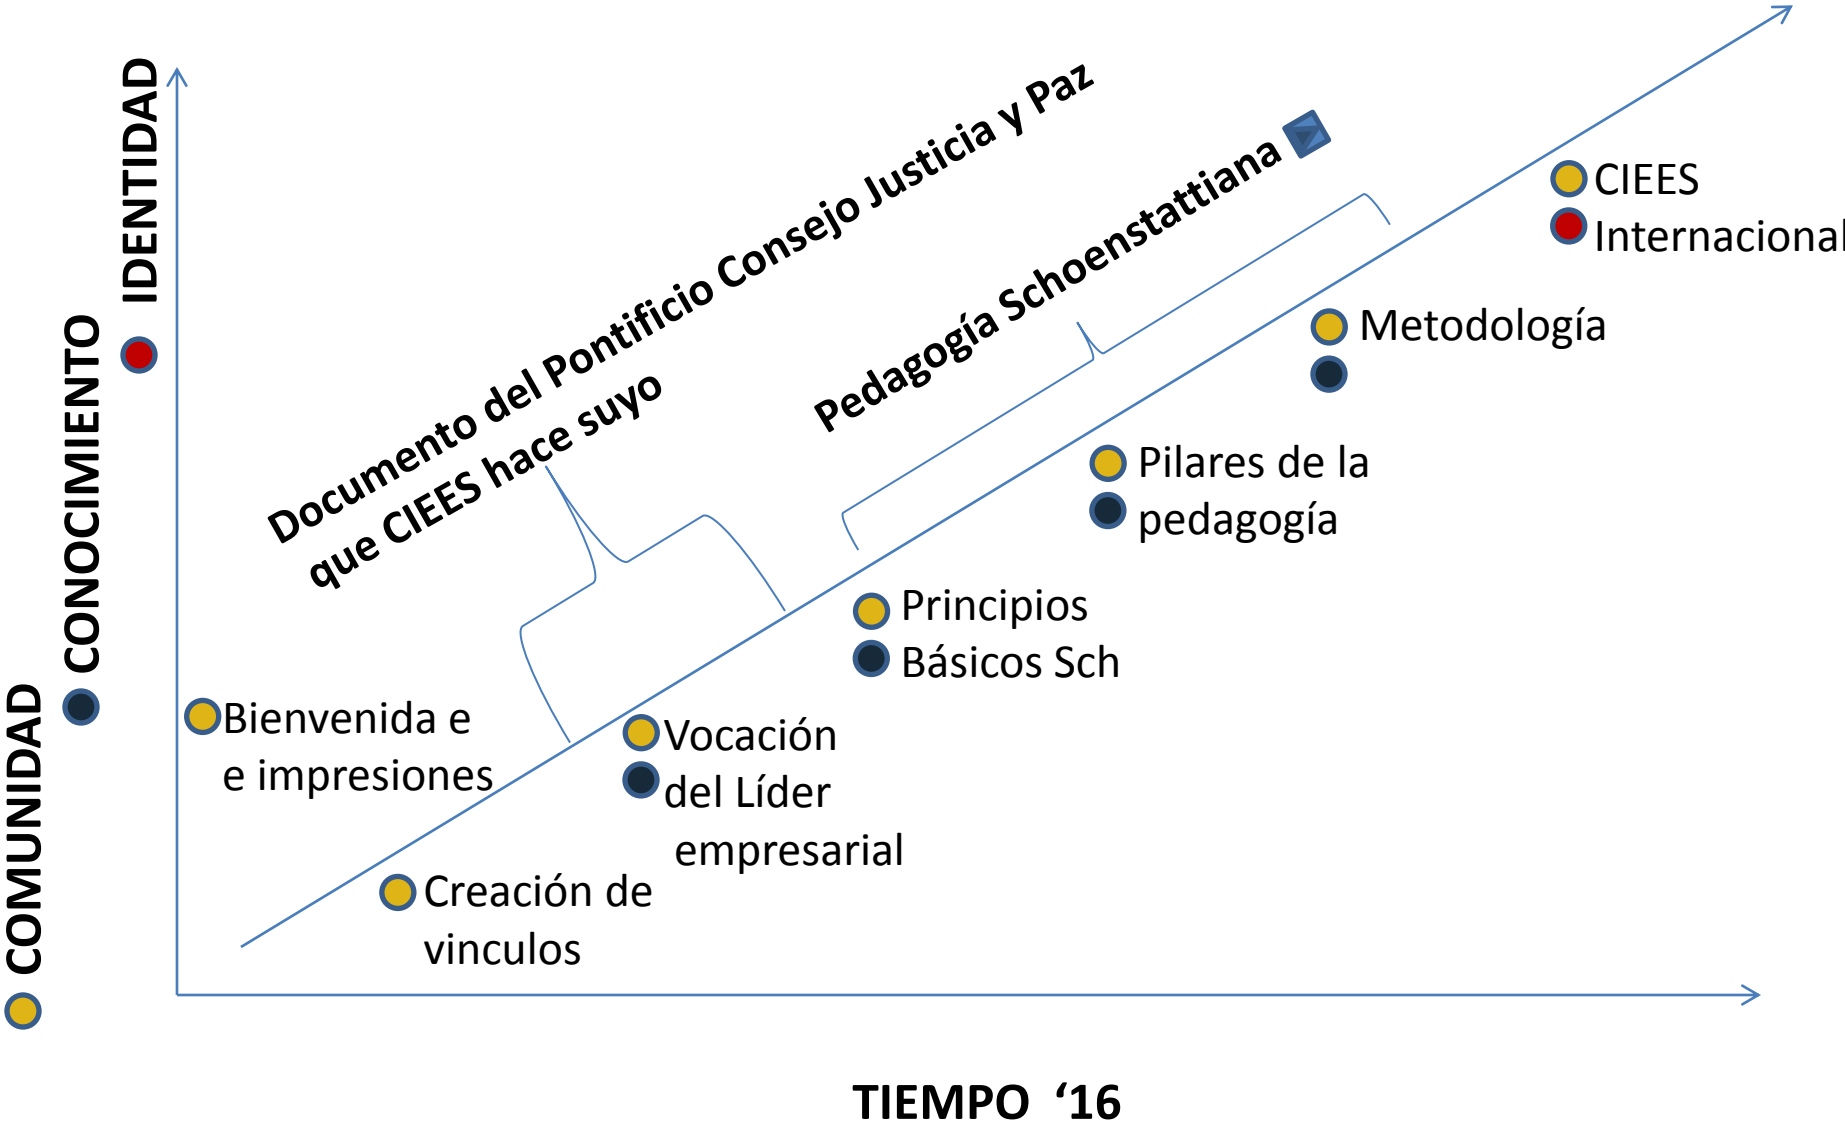 IDENTIDAD
CONOCIMIENTO
COMUNIDAD
Documento del Pontificio Consejo Justicia y Paz
que CIEES hace suyo
Pedagogía Schoenstattiana
CIEES
Internacional
Metodología
Pilares de la
pedagogía
Principios
Básicos Sch
Bienvenida e
e impresiones
Vocación
del Líder
empresarial
Creación de
vinculos
TIEMPO ‘16